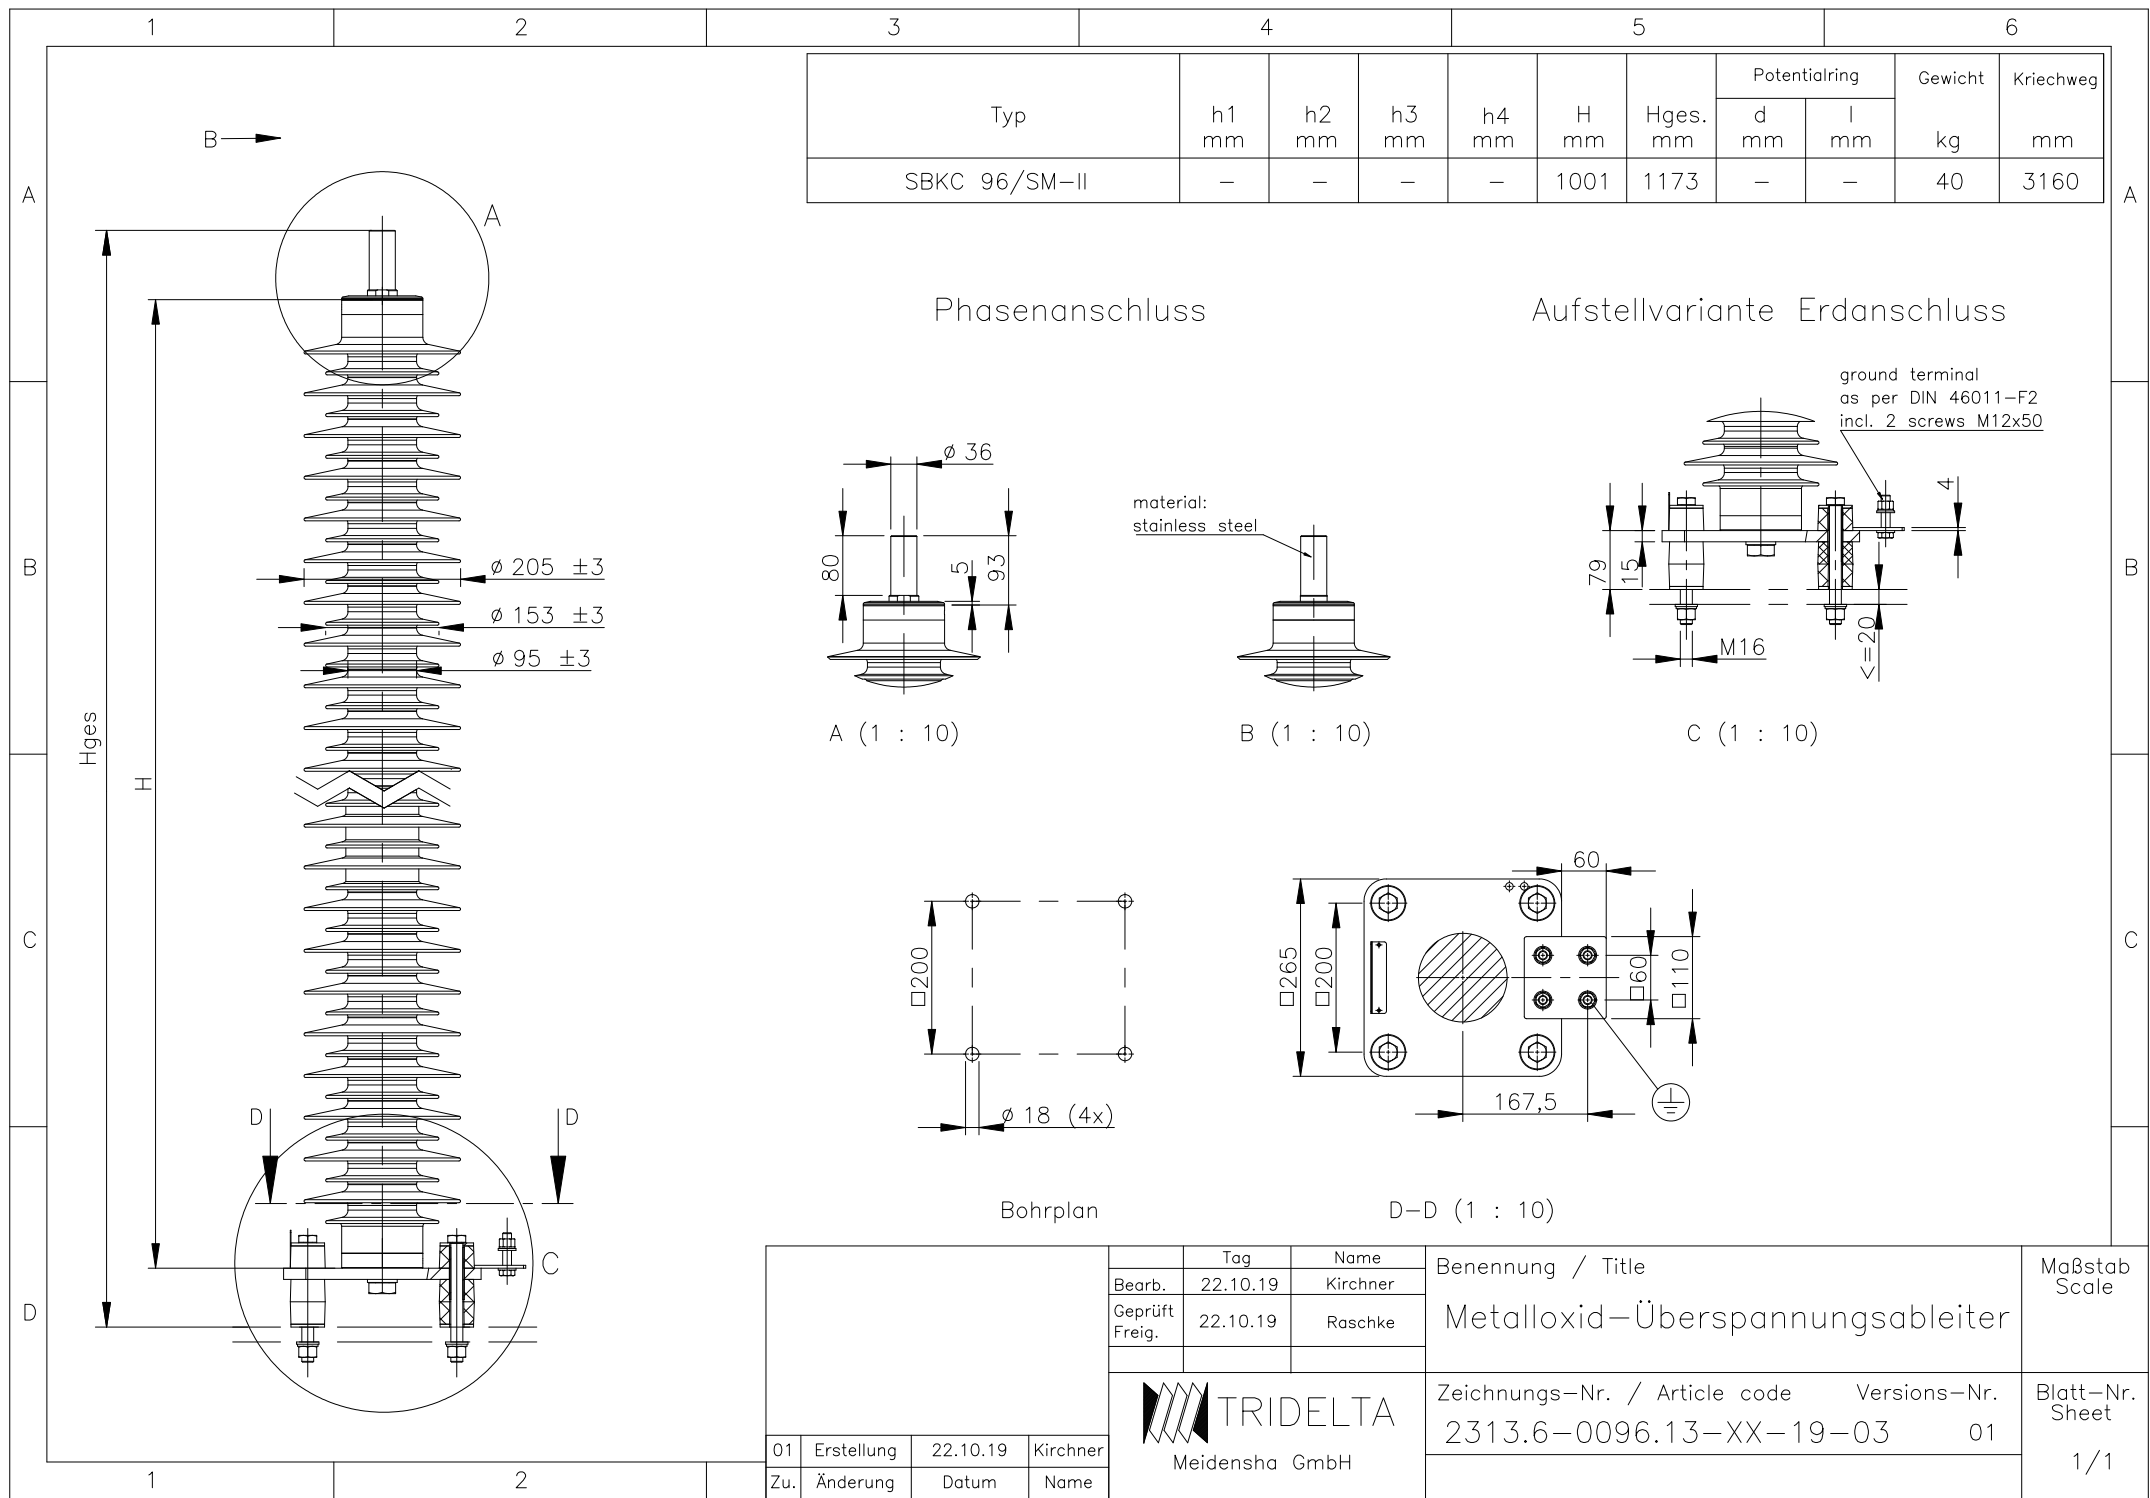 1 2 3 4 5 6
Typ h1 mm h2 mm h3 mm h4 mm H mm Hges. mm Potentialring d mm l mm Gewicht kg Kriechweg mm
SBKC 96/SM-II - - - - 1001 1173 - - 40 3160
B
A A
A
Phasenanschluss
Aufstellvariante Erdanschluss
ground terminal
as per DIN 46011-F2
incl. 2 screws M12x50
ø 36
material:
stainless steel
80
5
93
4
79
15
M16
<=20
B B
ø 205 ±3
ø 153 ±3
ø 95 ±3
Hges
H
A (1 : 10)
B (1 : 10)
C (1 : 10)
60
□200
□265
□200
□60
□110
167,5
ø 18 (4x)
C C
D D
C
D
Bohrplan
D-D (1 : 10)
Tag Name
Bearb. 22.10.19 Kirchner
Geprüft
Freig. 22.10.19 Raschke
Benennung / Title
Metalloxid-Überspannungsableiter
Maßstab
Scale
TRIDELTA
Meidensha GmbH
Zeichnungs-Nr. / Article code Versions-Nr.
2313.6-0096.13-XX-19-03 01
Blatt-Nr.
Sheet
1/1
01 Erstellung 22.10.19 Kirchner
Zu. Änderung Datum Name
1 2